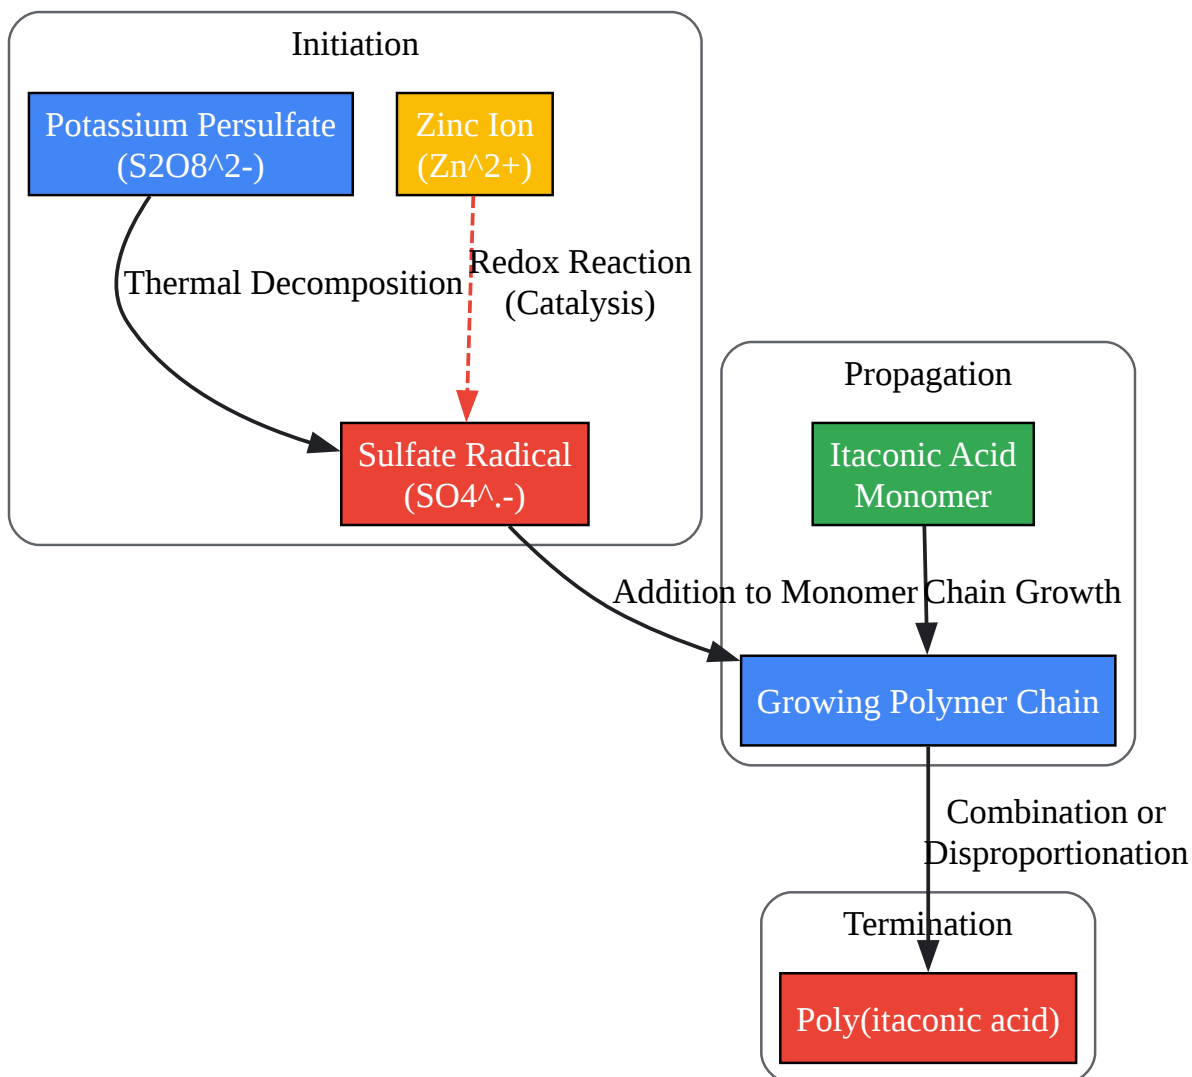 Initiation
Potassium Persulfate
(S2O8^2-)
Zinc Ion
(Zn^2+)
Thermal Decomposition
Redox Reaction
(Catalysis)
Sulfate Radical
(SO4^.-)
Propagation
Itaconic Acid
Monomer
Addition to Monomer
Chain Growth
Growing Polymer Chain
Combination or
Disproportionation
Termination
Poly(itaconic acid)